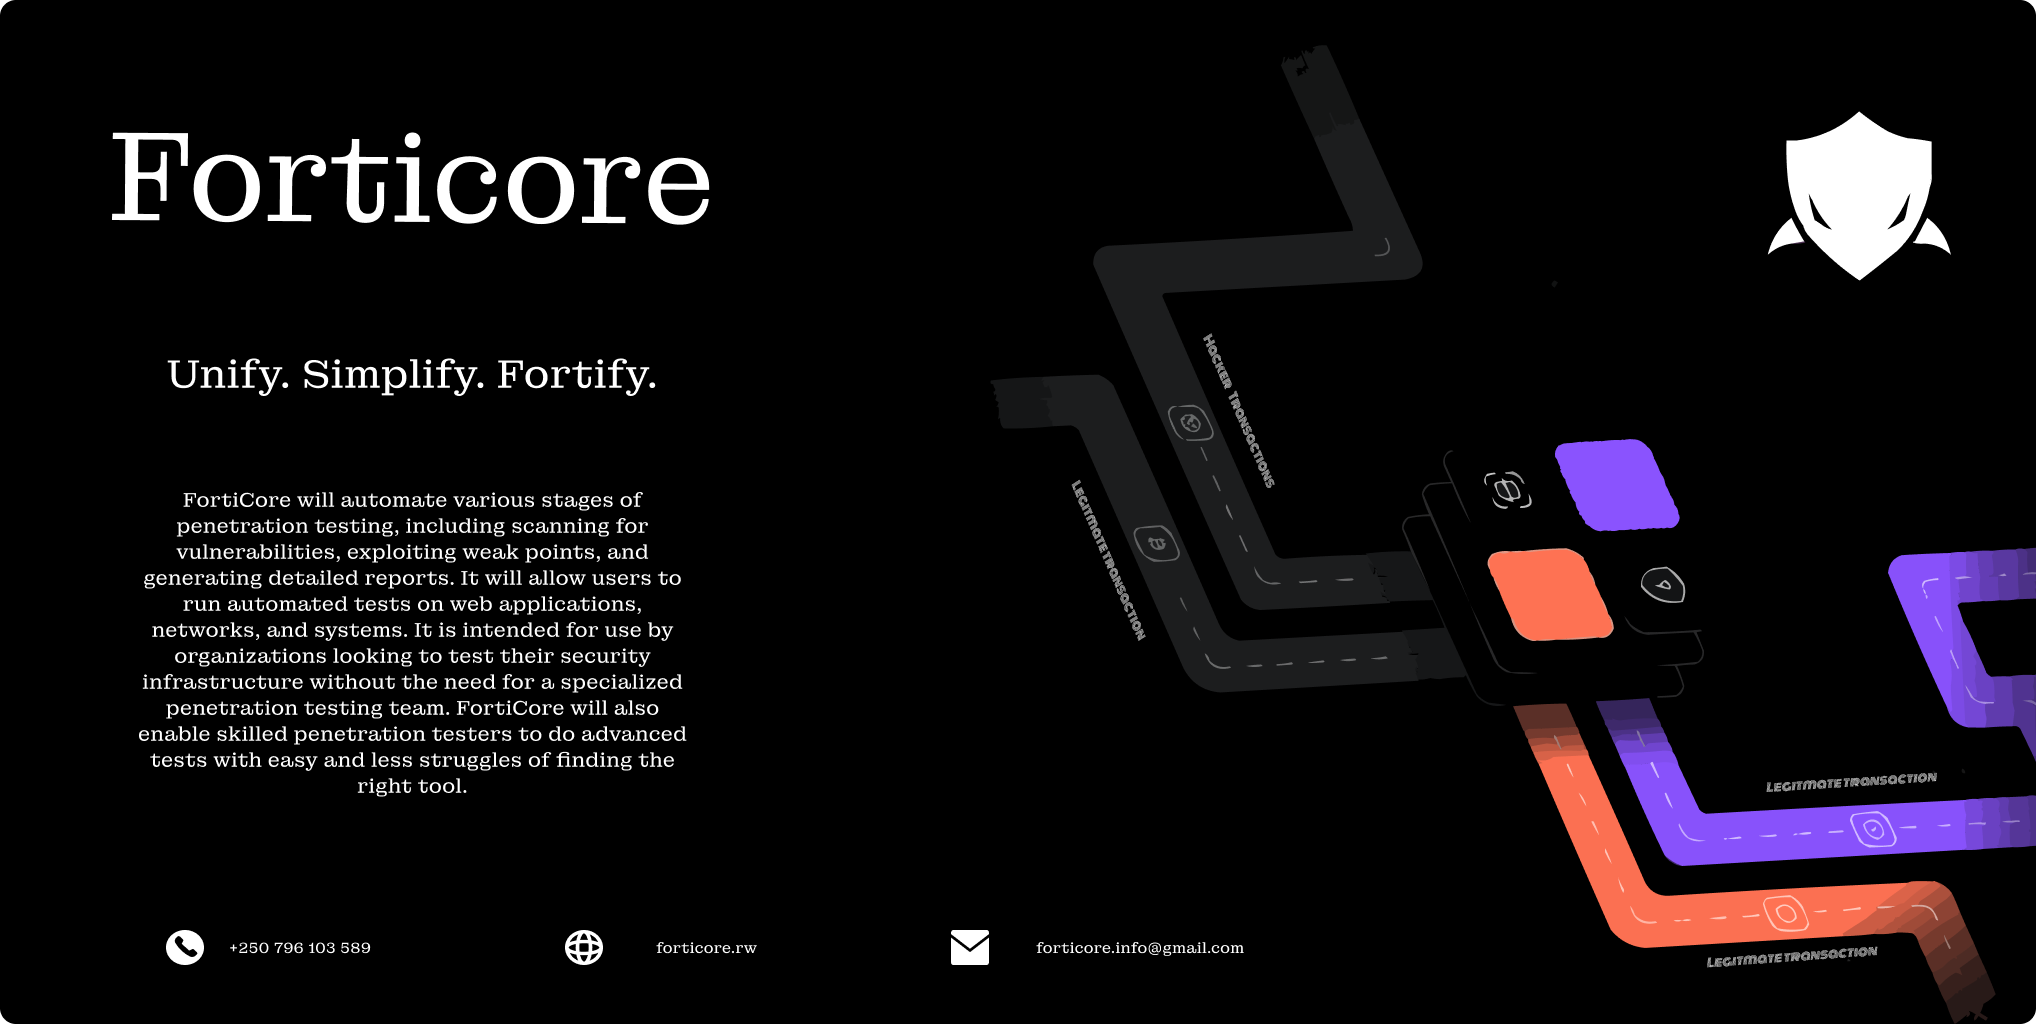 Forticore
Unify. Simplify. Fortify.
FortiCore will automate various stages of
penetration testing, including scanning for
vulnerabilities, exploiting weak points, and
generating detailed reports. It will allow users to
run automated tests on web applications,
networks, and systems. It is intended for use by
organizations looking to test their security
infrastructure without the need for a specialized
penetration testing team. FortiCore will also
enable skilled penetration testers to do advanced
tests with easy and less struggles of finding the
right tool.
+250 796 103 589
forticore.rw
forticore.info@gmail.com
Hacker Transactions
Legitmate transaction
Legitmate transaction
Legitmate transaction